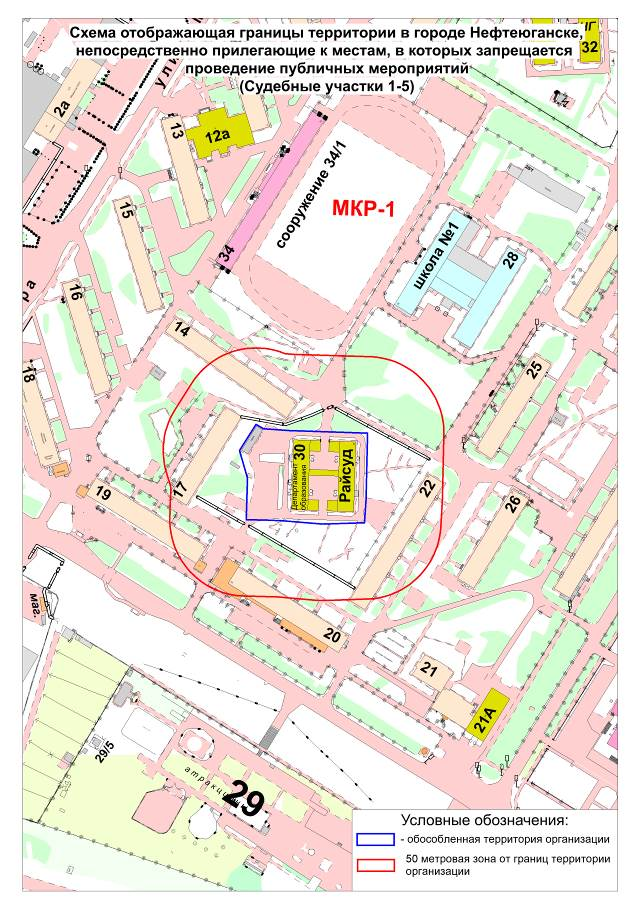 Схема отображающая границы территории в городе Нефтеюганске,
непосредственно прилегающие к местам, в которых запрещается
проведение публичных мероприятий
(Судебные участки 1-5)
32
2а
13
12а
сооружение 34/1
МКР-1
34
школа №1
28
15
16
14
18
25
17
30
Департамент
образования
Райсуд
22
19
26
маг.
20
21
21А
29/5
29
Условные обозначения:
- обособленная территория организации
50 метровая зона от границ территории
организации